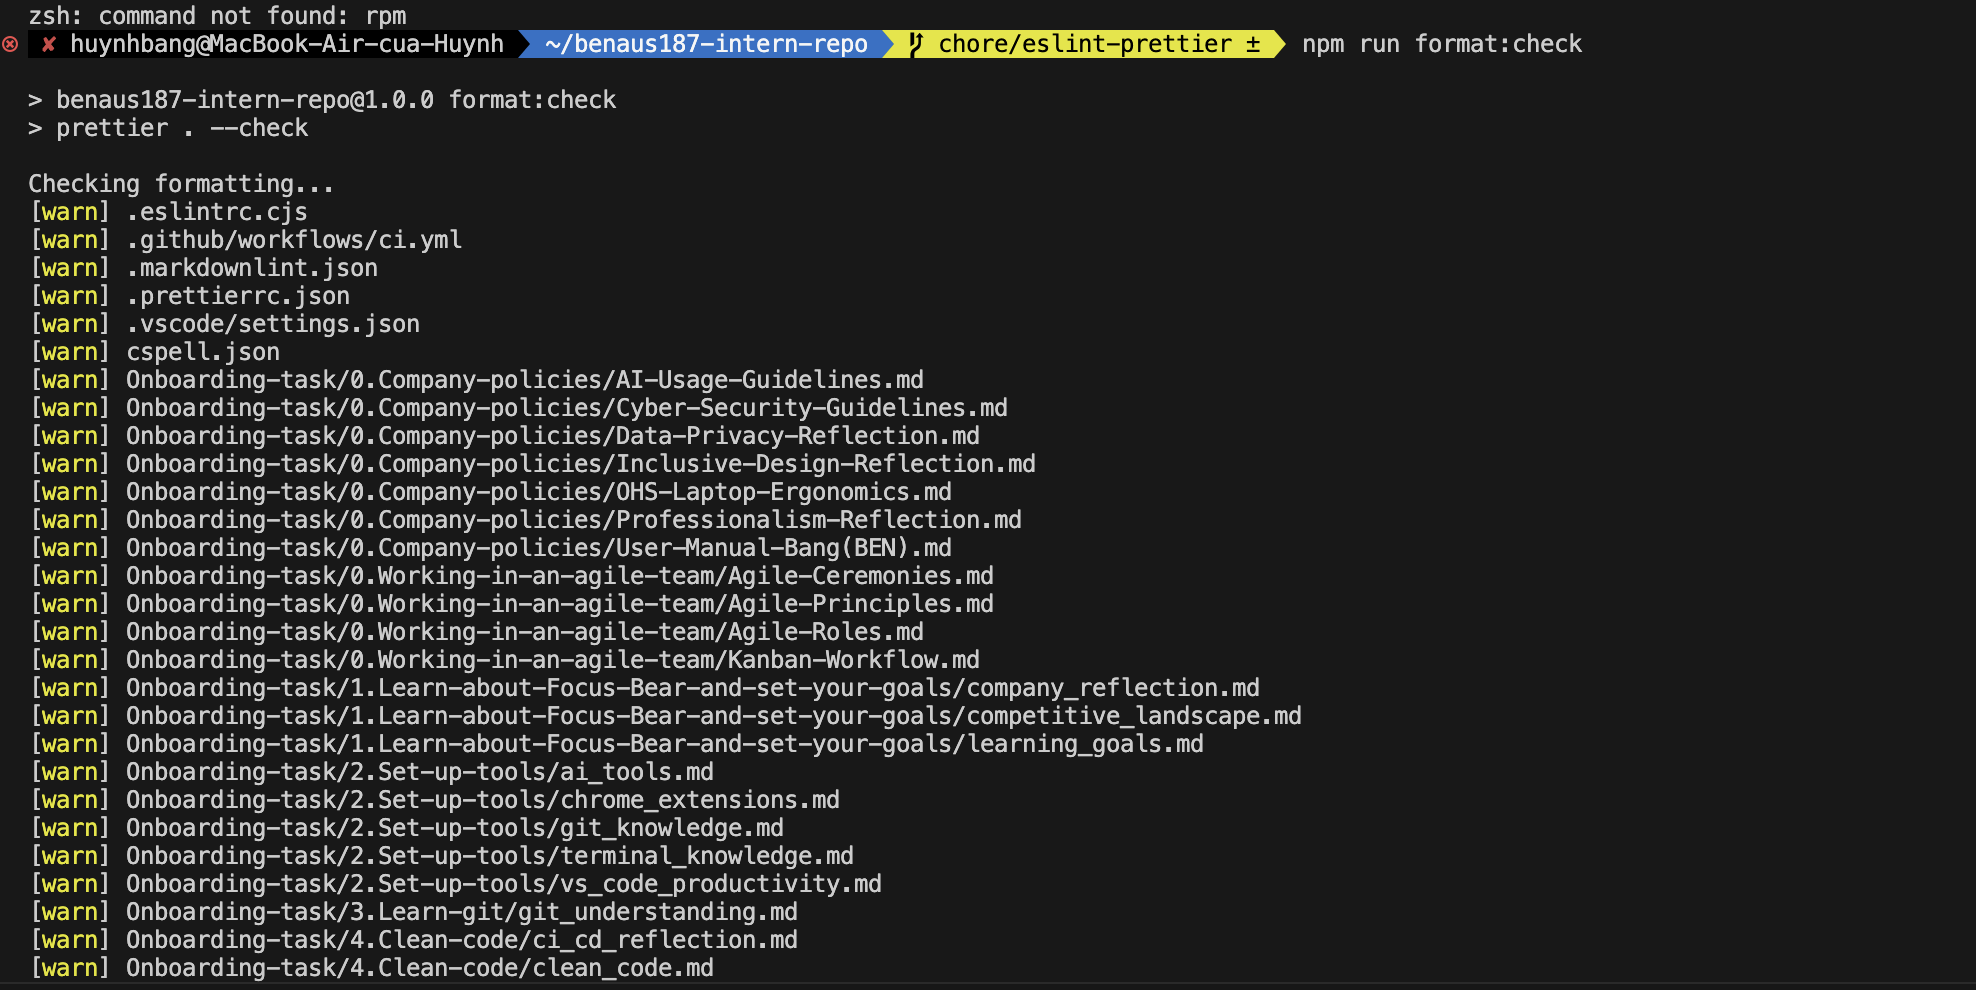 zsh: command not found: rpm
✘ huynhbang@MacBook-Air-cua-Huynh ~/benaus187-intern-repo chore/eslint-prettier ± npm run format:check
> benaus187-intern-repo@1.0.0 format:check
> prettier . --check
Checking formatting...
[warn] .eslintrc.cjs
[warn] .github/workflows/ci.yml
[warn] .markdownlint.json
[warn] .prettierrc.json
[warn] .vscode/settings.json
[warn] cspell.json
[warn] Onboarding-task/0.Company-policies/AI-Usage-Guidelines.md
[warn] Onboarding-task/0.Company-policies/Cyber-Security-Guidelines.md
[warn] Onboarding-task/0.Company-policies/Data-Privacy-Reflection.md
[warn] Onboarding-task/0.Company-policies/Inclusive-Design-Reflection.md
[warn] Onboarding-task/0.Company-policies/OHS-Laptop-Ergonomics.md
[warn] Onboarding-task/0.Company-policies/Professionalism-Reflection.md
[warn] Onboarding-task/0.Company-policies/User-Manual-Bang(BEN).md
[warn] Onboarding-task/0.Working-in-an-agile-team/Agile-Ceremonies.md
[warn] Onboarding-task/0.Working-in-an-agile-team/Agile-Principles.md
[warn] Onboarding-task/0.Working-in-an-agile-team/Agile-Roles.md
[warn] Onboarding-task/0.Working-in-an-agile-team/Kanban-Workflow.md
[warn] Onboarding-task/1.Learn-about-Focus-Bear-and-set-your-goals/company_reflection.md
[warn] Onboarding-task/1.Learn-about-Focus-Bear-and-set-your-goals/competitive_landscape.md
[warn] Onboarding-task/1.Learn-about-Focus-Bear-and-set-your-goals/learning_goals.md
[warn] Onboarding-task/2.Set-up-tools/ai_tools.md
[warn] Onboarding-task/2.Set-up-tools/chrome_extensions.md
[warn] Onboarding-task/2.Set-up-tools/git_knowledge.md
[warn] Onboarding-task/2.Set-up-tools/terminal_knowledge.md
[warn] Onboarding-task/2.Set-up-tools/vs_code_productivity.md
[warn] Onboarding-task/3.Learn-git/git_understanding.md
[warn] Onboarding-task/4.Clean-code/ci_cd_reflection.md
[warn] Onboarding-task/4.Clean-code/clean_code.md